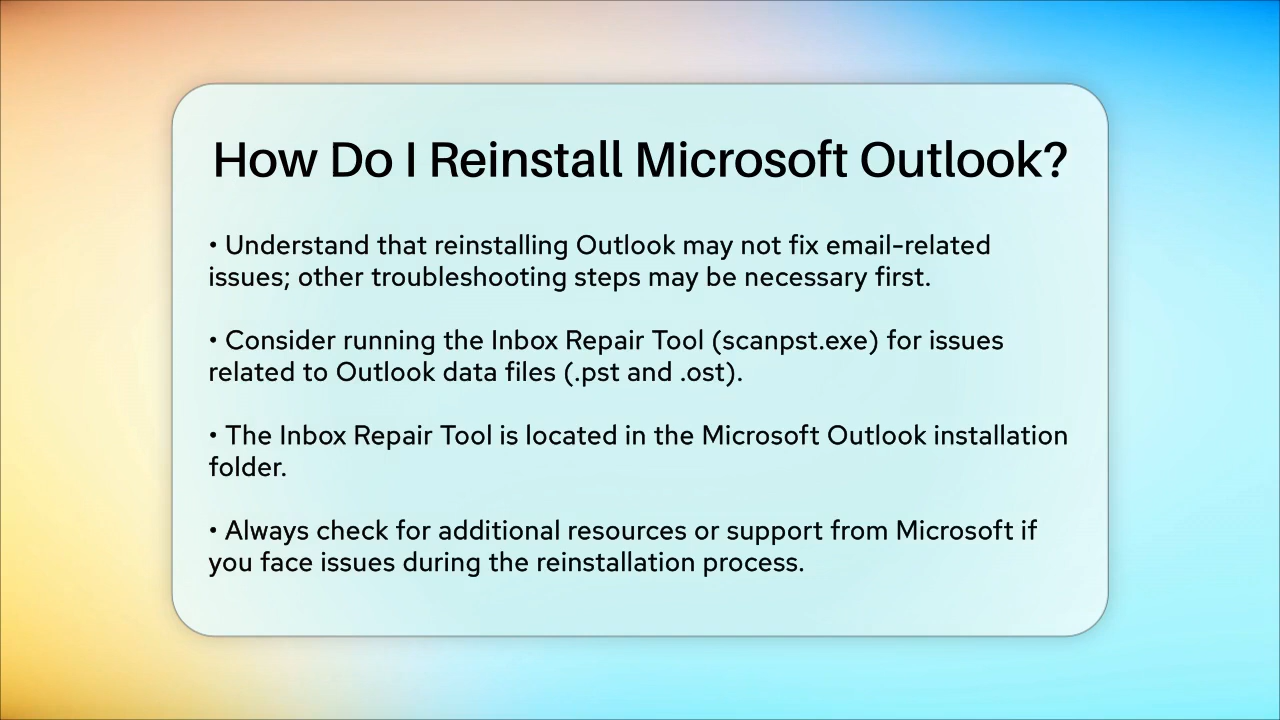 How Do I Reinstall Microsoft Outlook?
• Understand that reinstalling Outlook may not fix email-related
issues; other troubleshooting steps may be necessary first.
• Consider running the Inbox Repair Tool (scanpst.exe) for issues
related to Outlook data files (.pst and .ost).
• The Inbox Repair Tool is located in the Microsoft Outlook installation
folder.
• Always check for additional resources or support from Microsoft if
you face issues during the reinstallation process.